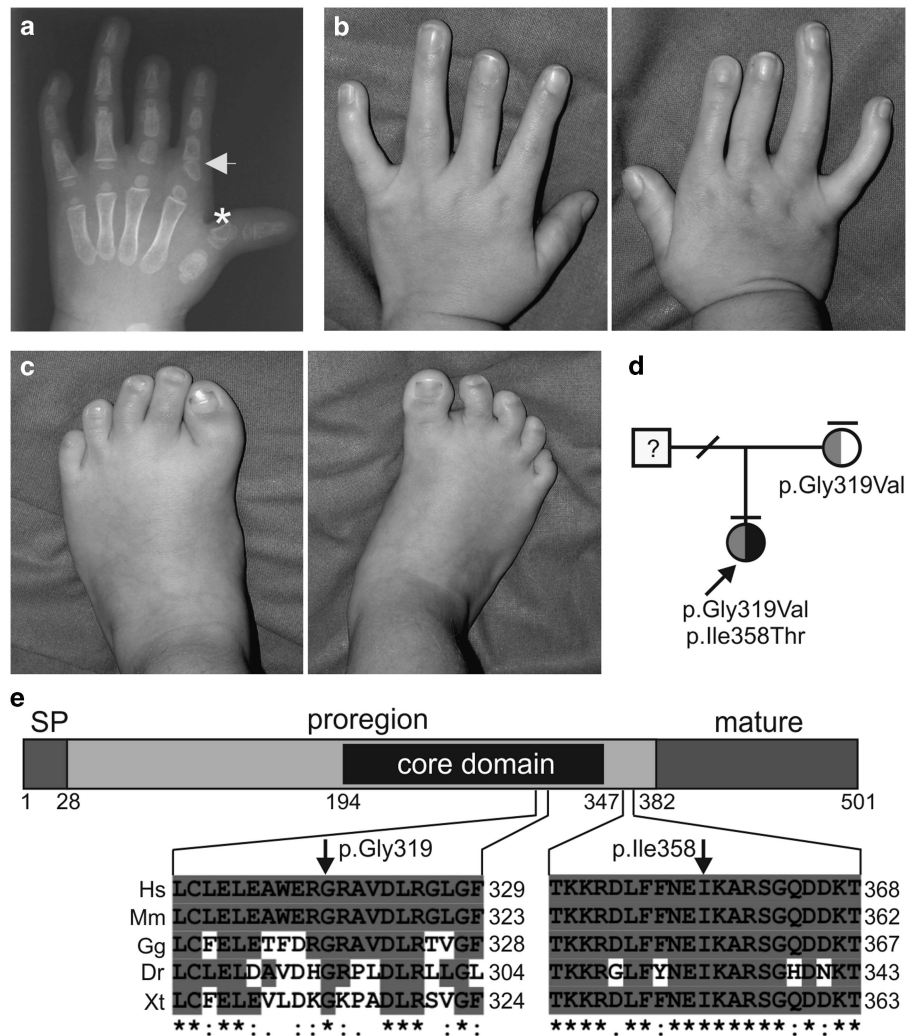 a
b
*
c
d
?
p.Gly319Val
p.Gly319Val
p.Ile358Thr
e
SP proregion mature
core domain
1 28 194 347 382 501
p.Gly319 p.Ile358
Hs LCLELEAWERGRAVDLRGLGF 329 TKKRDLFFNEIKARSGQDDKT 368
Mm LCLELEAWERGRAVDLRGLGF 323 TKKRDLFFNEIKARSGQDDKT 362
Gg LCFELETFDRGRAVDLRTVGF 328 TKKRDLFFNEIKARSGQDDKT 367
Dr LCLELDAVDHGRPLDLRLLGL 304 TKKRGLFYNEIKARSGHDNKT 343
Xt LCFELEVLDKGKPADLRSVGF 324 TKKRDLFFNEIKARSGQDDKT 363
**:**:. ::*:.. *** .*: ****.**:********:*:**